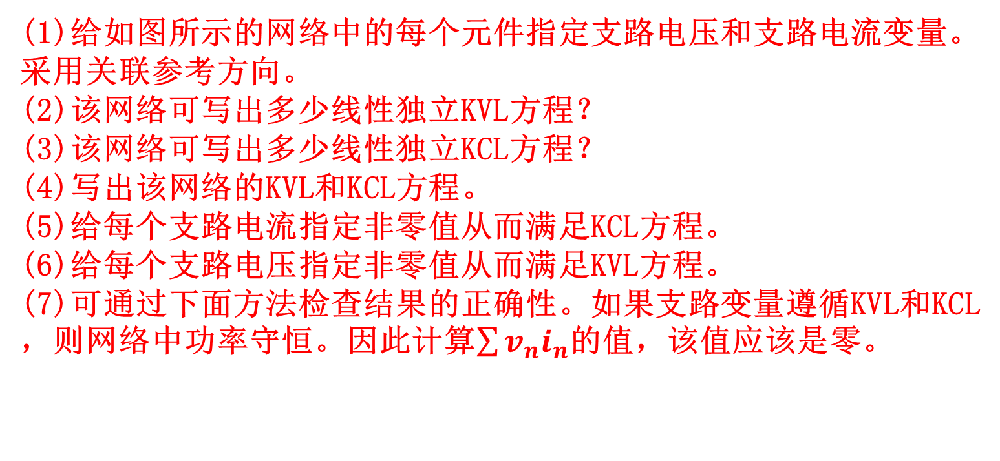 (1)给如图所示的网络中的每个元件指定支路电压和支路电流变量。
采用关联参考方向。
(2)该网络可写出多少线性独立KVL方程？
(3)该网络可写出多少线性独立KCL方程？
(4)写出该网络的KVL和KCL方程。
(5)给每个支路电流指定非零值从而满足KCL方程。
(6)给每个支路电压指定非零值从而满足KVL方程。
(7)可通过下面方法检查结果的正确性。如果支路变量遵循KVL和KCL
，则网络中功率守恒。因此计算∑vₙiₙ的值，该值应该是零。